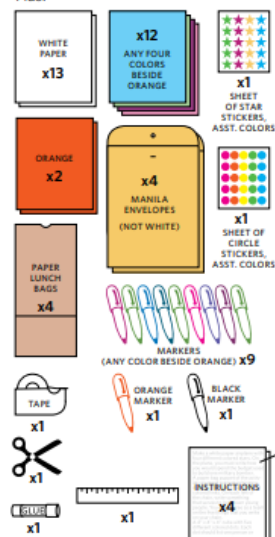 WHITE
PAPER
x13
x12
ANY FOUR
COLORS
BESIDE
ORANGE
x1
SHEET
OF STAR
STICKERS,
ASST. COLORS
ORANGE
x2
x4
MANILA
ENVELOPES
(NOT WHITE)
x1
SHEET OF
CIRCLE
STICKERS,
ASST. COLORS
PAPER
LUNCH
BAGS
x4
MARKERS
(ANY COLOR BESIDE ORANGE) x9
TAPE
x1
ORANGE
MARKER
x1
BLACK
MARKER
x1
x1
GLUE
x1
x1
INSTRUCTIONS
x4